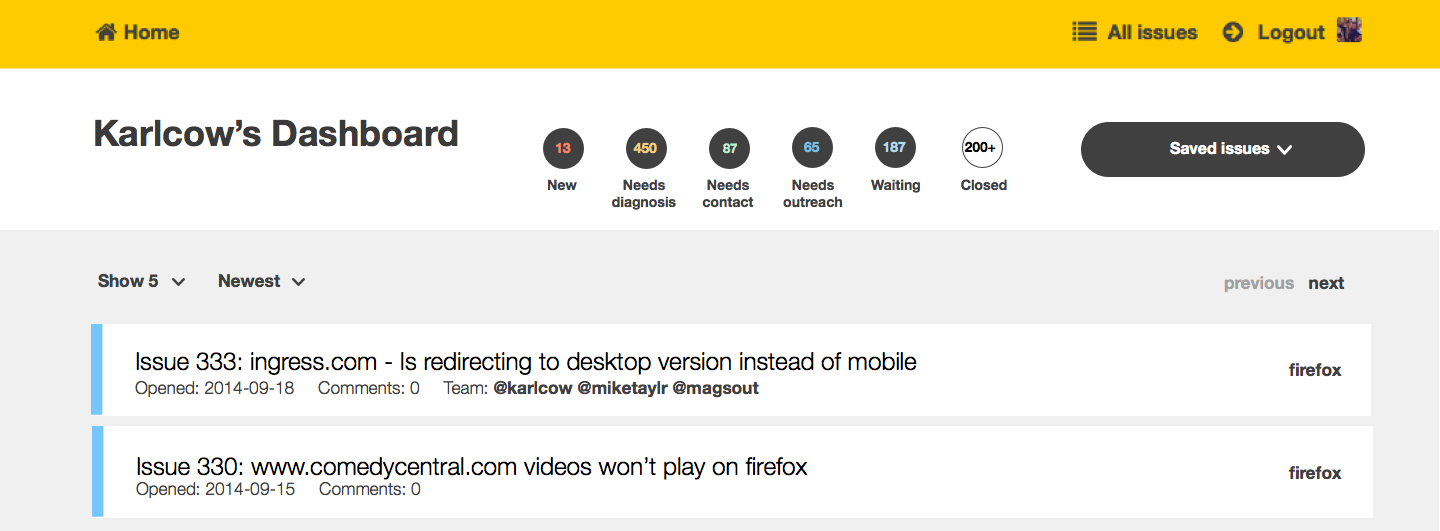 Home
All issues
Logout
Karlcow’s Dashboard
13
450
87
65
187
200+
New
Needs
diagnosis
Needs
contact
Needs
outreach
Waiting
Closed
Saved issues
Show 5
Newest
previous next
Issue 333: ingress.com - Is redirecting to desktop version instead of mobile
Opened: 2014-09-18 Comments: 0 Team: @karlcow @miketaylr @magsout
firefox
Issue 330: www.comedycentral.com videos won’t play on firefox
Opened: 2014-09-15 Comments: 0
firefox